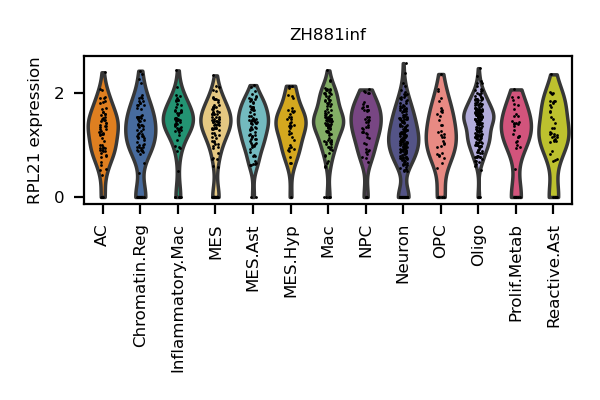 ZH881inf
RPL21 expression
2
0
AC
Chromatin.Reg
Inflammatory.Mac
MES
MES.Ast
MES.Hyp
Mac
NPC
Neuron
OPC
Oligo
Prolif.Metab
Reactive.Ast